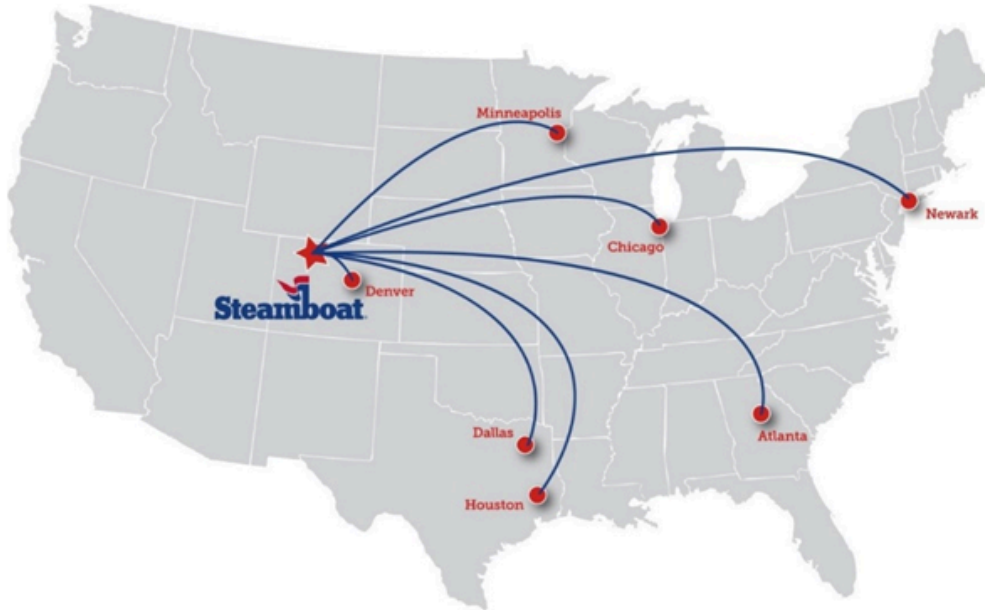 Minneapolis
Newark
Chicago
Denver
Steamboat
Dallas
Atlanta
Houston